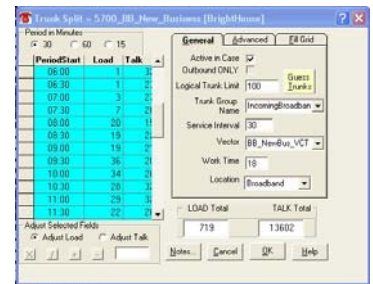 Trunk Split - 5700_BB_New_Business [BrightHouse]
Period in Minutes
30 60 15
PeriodStart Load Talk
06:00 1
06:30 1
07:00 3
07:30 7
08:00 20
08:30 19
09:00 19
09:30 36
10:00 34
10:30 28
11:00 29
11:30 22
Adjust Selected Fields
Adjust Load Adjust Talk
X / + -
General Advanced Fill Grid
Active in Case
Outbound ONLY
Guess Trunks
Logical Trunk Limit 100
Trunk Group Name IncomingBroadban
Service Interval 30
Vector BB_NewBus_VCT
Work Time 18
Location Broadband
LOAD Total TALK Total
719 13602
Notes... Cancel OK Help